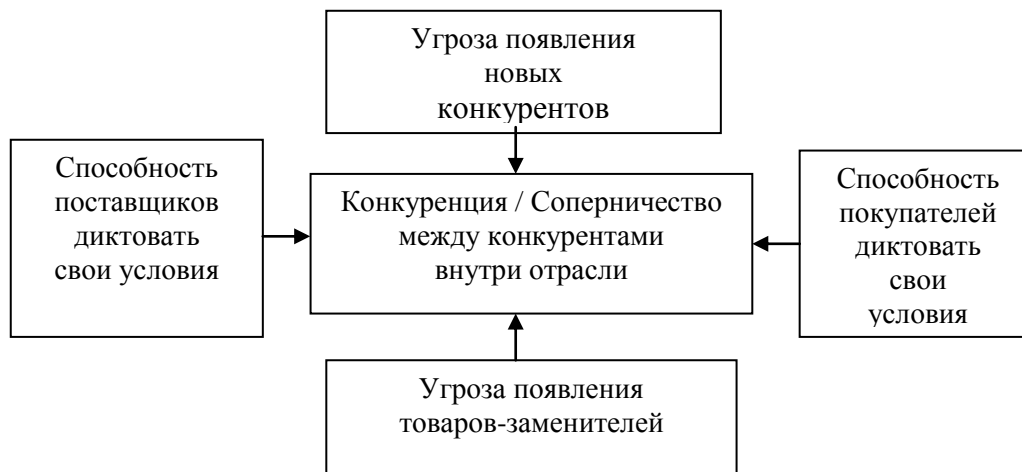 Угроза появления
новых
конкурентов
Способность
поставщиков
диктовать
свои условия
Конкуренция / Соперничество
между конкурентами
внутри отрасли
Способность
покупателей
диктовать
свои
условия
Угроза появления
товаров-заменителей